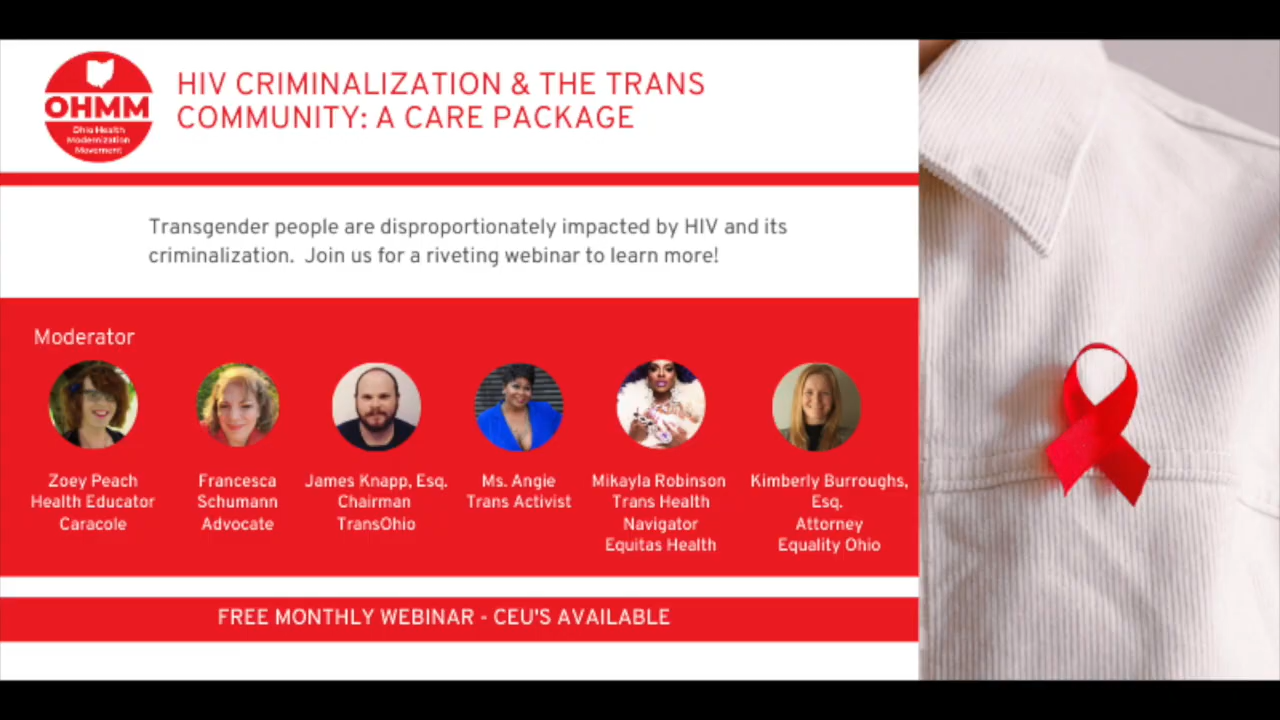 OHMM
Ohio Health
Modernization
Movement
HIV CRIMINALIZATION & THE TRANS
COMMUNITY: A CARE PACKAGE
Transgender people are disproportionately impacted by HIV and its
criminalization. Join us for a riveting webinar to learn more!
Moderator
Zoey Peach
Health Educator
Caracole
Francesca
Schumann
Advocate
James Knapp, Esq.
Chairman
TransOhio
Ms. Angie
Trans Activist
Mikayla Robinson
Trans Health
Navigator
Equitas Health
Kimberly Burroughs,
Esq.
Attorney
Equality Ohio
FREE MONTHLY WEBINAR - CEU'S AVAILABLE